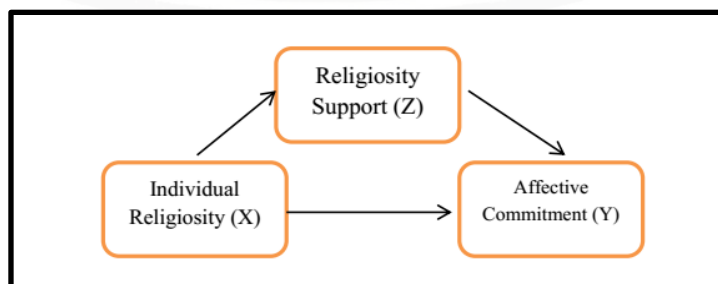 Religiosity
Support (Z)
Individual
Religiosity (X)
Affective
Commitment (Y)